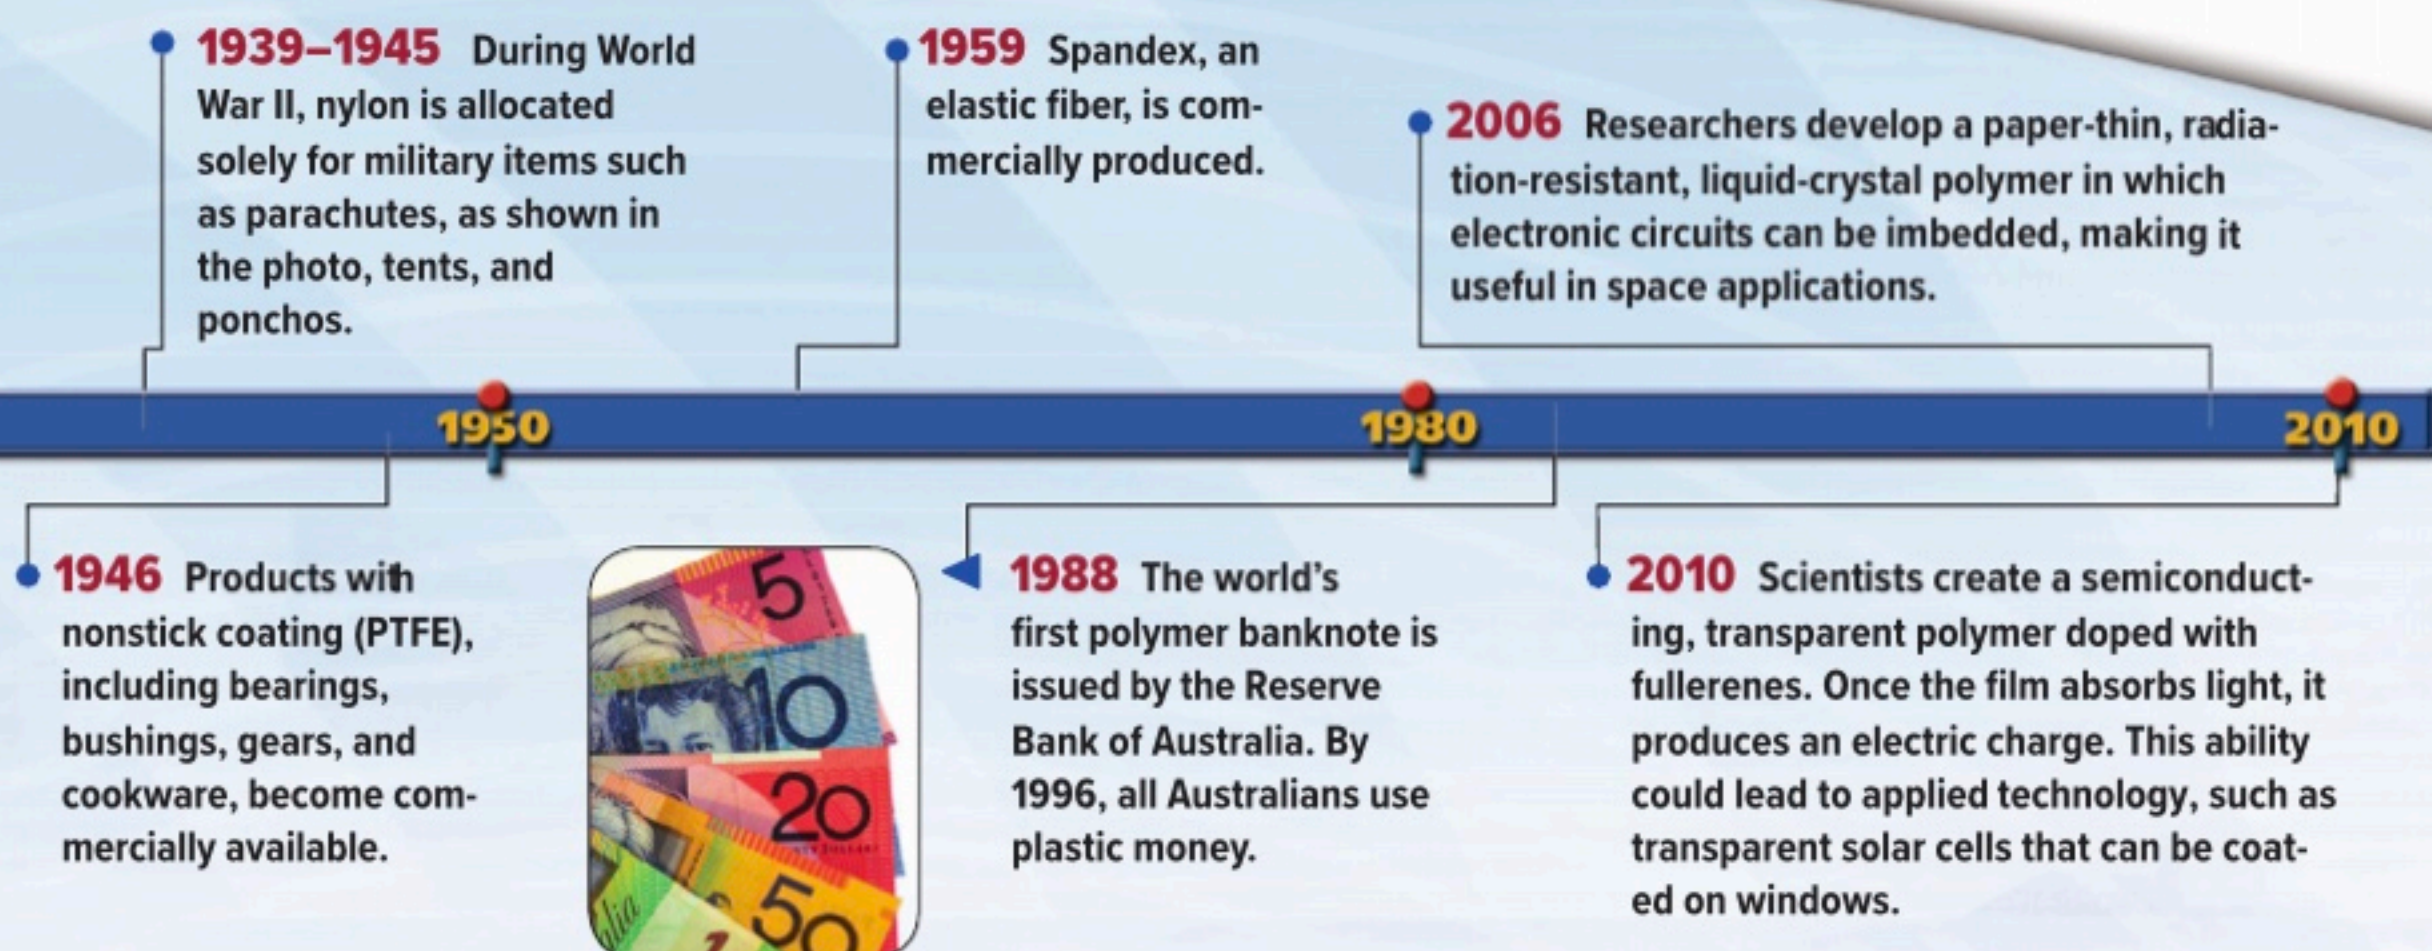 1939–1945 During World
War II, nylon is allocated
solely for military items such
as parachutes, as shown in
the photo, tents, and
ponchos.
1959 Spandex, an
elastic fiber, is com-
mercially produced.
2006 Researchers develop a paper-thin, radia-
tion-resistant, liquid-crystal polymer in which
electronic circuits can be imbedded, making it
useful in space applications.
1950
1980
2010
1946 Products with
nonstick coating (PTFE),
including bearings,
bushings, gears, and
cookware, become com-
mercially available.
5
10
20
50
1988 The world's
first polymer banknote is
issued by the Reserve
Bank of Australia. By
1996, all Australians use
plastic money.
2010 Scientists create a semiconduct-
ing, transparent polymer doped with
fullerenes. Once the film absorbs light, it
produces an electric charge. This ability
could lead to applied technology, such as
transparent solar cells that can be coat-
ed on windows.